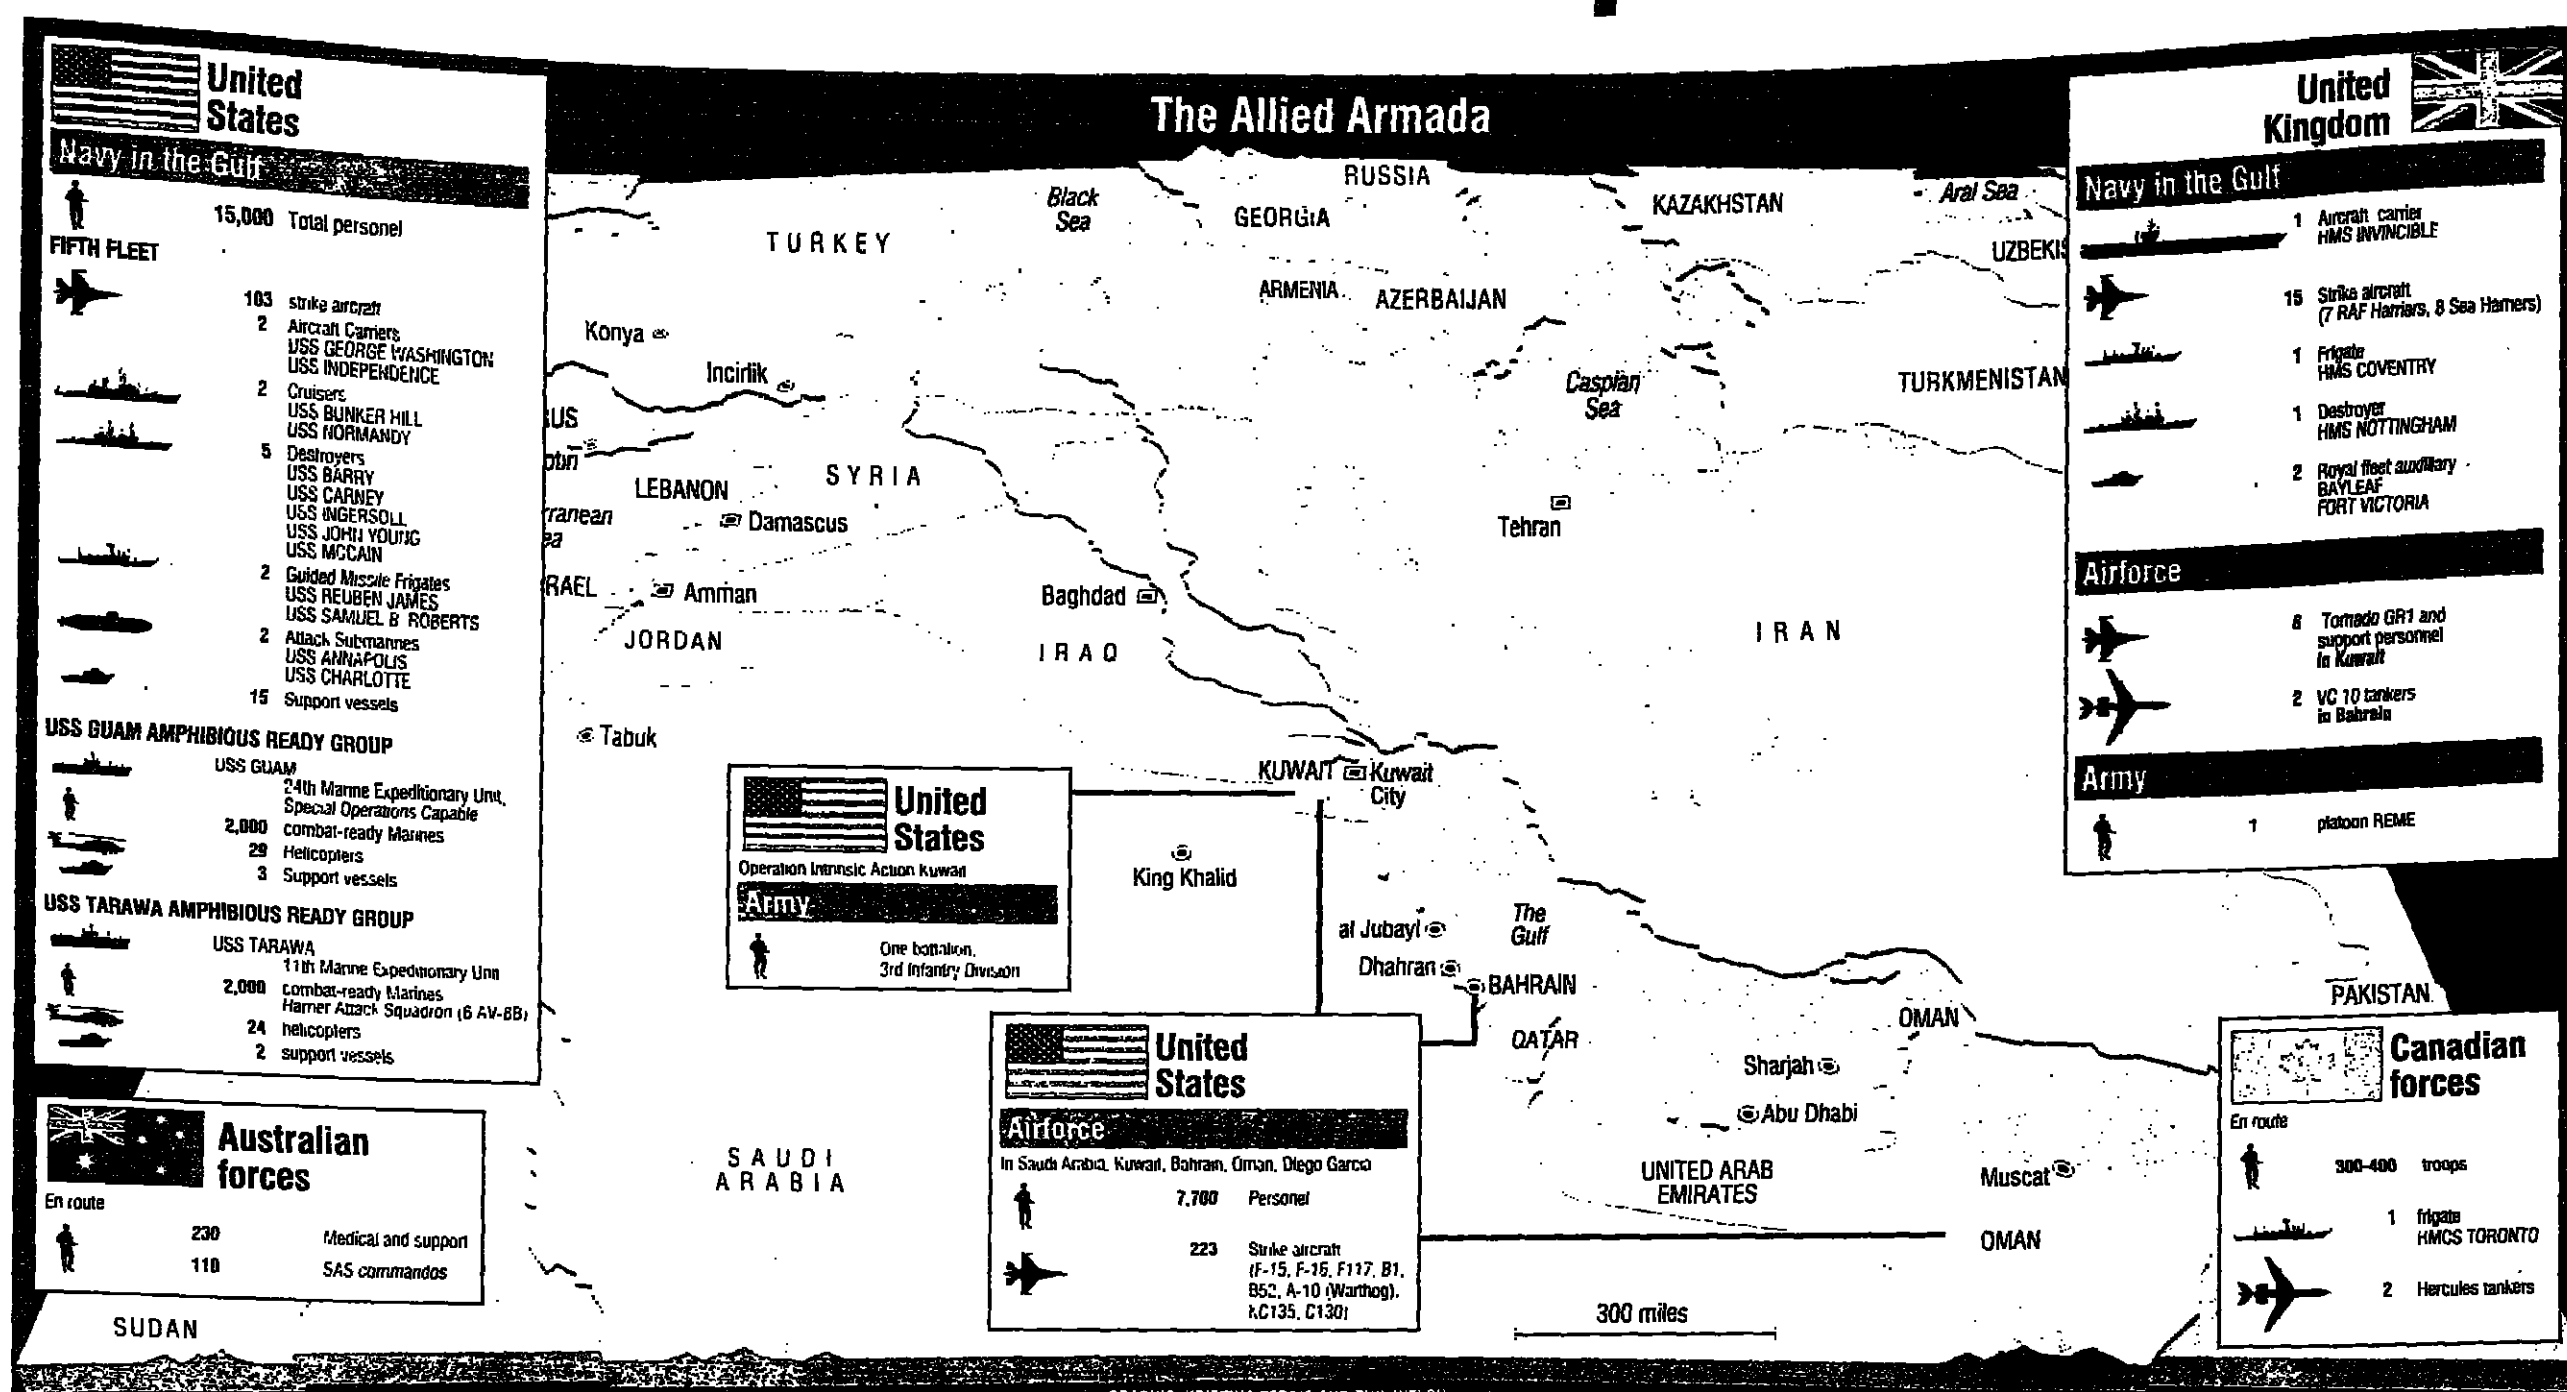 The Allied Armada
United
States
Navy in the Gulf
15,000 Total personel
FIFTH FLEET
103 strike aircraft
2 Aircraft Carriers
USS GEORGE WASHINGTON
USS INDEPENDENCE
2 Cruisers
USS BUNKER HILL
USS NORMANDY
5 Destroyers
USS BARRY
USS CARNEY
USS INGERSOLL
USS JOHN YOUNG
USS MCCAIN
2 Guided Missile Frigates
USS REUBEN JAMES
USS SAMUEL B ROBERTS
2 Attack Submarines
USS ANNAPOLIS
USS CHARLOTTE
15 Support vessels
USS GUAM AMPHIBIOUS READY GROUP
USS GUAM
24th Marine Expeditionary Unit,
Special Operations Capable
2,000 combat-ready Marines
29 Helicopters
3 Support vessels
USS TARAWA AMPHIBIOUS READY GROUP
USS TARAWA
11th Marine Expeditionary Unit
2,000 combat-ready Marines
Harrier Attack Squadron (6 AV-8B)
24 helicopters
2 support vessels
Australian
forces
En route
230 Medical and support
110 SAS commandos
SUDAN
Black
Sea
RUSSIA
GEORGIA
KAZAKHSTAN
Aral Sea
UZBEKIS
TURKEY
ARMENIA
AZERBAIJAN
Konya
Incirlik
Caspian
Sea
TURKMENISTAN
RUS
otiri
SYRIA
LEBANON
rranean
ea
Damascus
Tehran
RAEL
Amman
Baghdad
JORDAN
IRAQ
IRAN
Tabuk
KUWAIT
Kuwait
City
King Khalid
al Jubayl
The
Gulf
Dhahran
BAHRAIN
QATAR
OMAN
PAKISTAN
Sharjah
Abu Dhabi
SAUDI
ARABIA
UNITED ARAB
EMIRATES
Muscat
OMAN
300 miles
United
States
Operation Intrinsic Action Kuwait
Army
One battalion,
3rd Infantry Division
United
States
Airforce
In Saudi Arabia, Kuwait, Bahrain, Oman, Diego Garcia
7,700 Personel
223 Strike aircraft
(F-15, F-16, F117, B1,
B52, A-10 (Warthog),
KC135, C130)
United
Kingdom
Navy in the Gulf
1 Aircraft carrier
HMS INVINCIBLE
15 Strike aircraft
(7 RAF Harriers, 8 Sea Harriers)
1 Frigate
HMS COVENTRY
1 Destroyer
HMS NOTTINGHAM
2 Royal fleet auxilliary
BAYLEAF
FORT VICTORIA
Airforce
Tornado GR1 and
support personnel
in Kuwait
2 VC 10 tankers
in Bahrain
Army
1 platoon REME
Canadian
forces
En route
300-400 troops
1 frigate
HMCS TORONTO
2 Hercules tankers